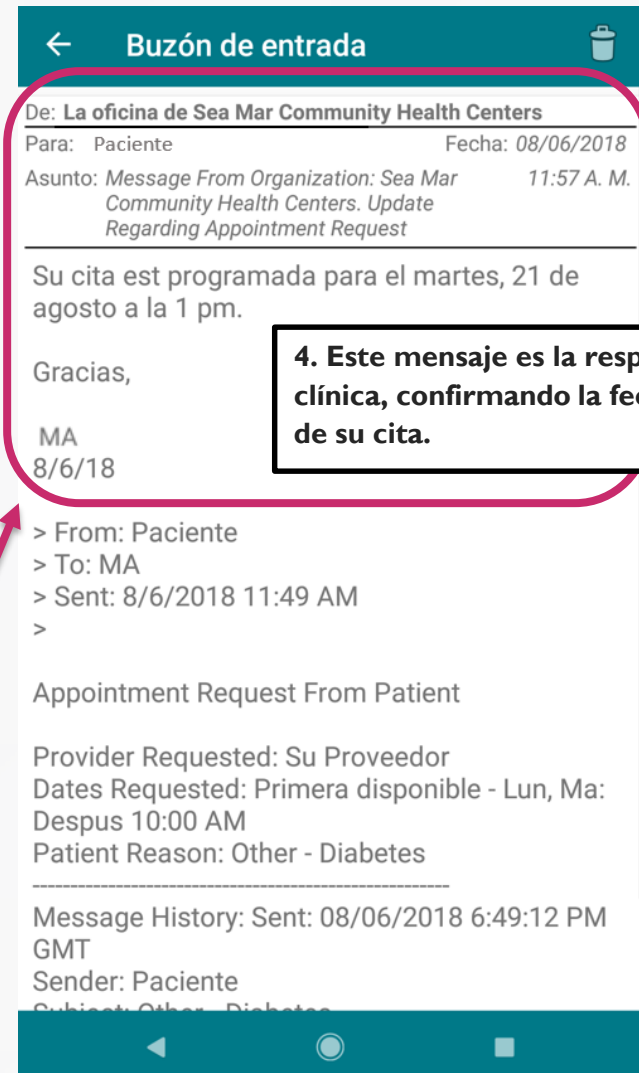 Buzón de entrada
De: La oficina de Sea Mar Community Health Centers
Para: Paciente Fecha: 08/06/2018
Asunto: Message From Organization: Sea Mar 11:57 A. M.
Community Health Centers. Update
Regarding Appointment Request
Su cita est programada para el martes, 21 de
agosto a la 1 pm.
Gracias,
MA
8/6/18
4. Este mensaje es la resp
clínica, confirmando la fec
de su cita.
> From: Paciente
> To: MA
> Sent: 8/6/2018 11:49 AM
>
Appointment Request From Patient
Provider Requested: Su Proveedor
Dates Requested: Primera disponible - Lun, Ma:
Despus 10:00 AM
Patient Reason: Other - Diabetes
------------------------------------------------------
Message History: Sent: 08/06/2018 6:49:12 PM
GMT
Sender: Paciente
Subject: Other - Diabetes